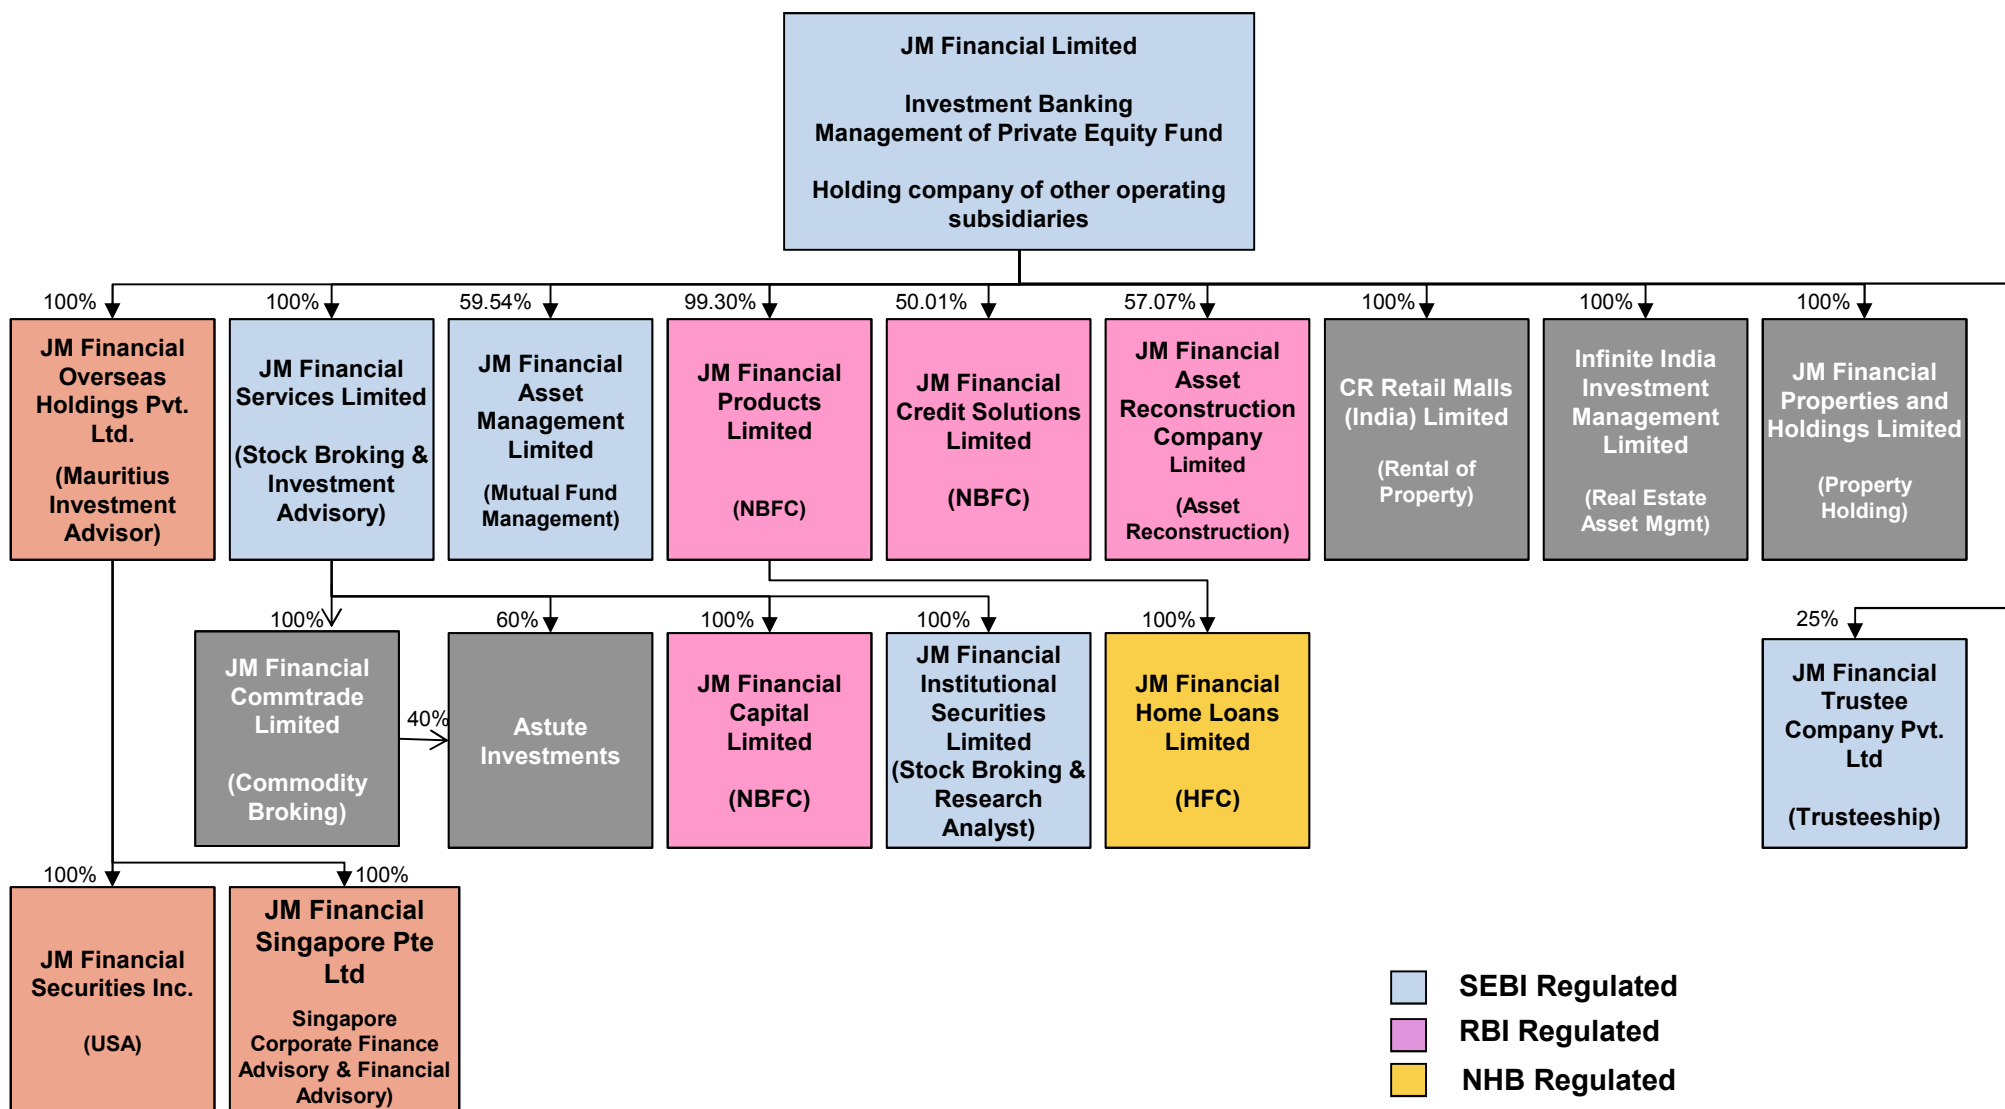 JM Financial Limited
Investment Banking
Management of Private Equity Fund
Holding company of other operating
subsidiaries
100%
100%
59.54%
99.30%
50.01%
57.07%
100%
100%
100%
JM Financial
Overseas
Holdings Pvt.
Ltd.
(Mauritius
Investment
Advisor)
JM Financial
Services Limited
(Stock Broking &
Investment
Advisory)
JM Financial
Asset
Management
Limited
(Mutual Fund
Management)
JM Financial
Products
Limited
(NBFC)
JM Financial
Credit Solutions
Limited
(NBFC)
JM Financial
Asset
Reconstruction
Company
Limited
(Asset
Reconstruction)
CR Retail Malls
(India) Limited
(Rental of
Property)
Infinite India
Investment
Management
Limited
(Real Estate
Asset Mgmt)
JM Financial
Properties and
Holdings Limited
(Property
Holding)
100%
60%
100%
100%
100%
25%
JM Financial
Commtrade
Limited
(Commodity
Broking)
40%
Astute
Investments
JM Financial
Capital
Limited
(NBFC)
JM Financial
Institutional
Securities
Limited
(Stock Broking &
Research
Analyst)
JM Financial
Home Loans
Limited
(HFC)
JM Financial
Trustee
Company Pvt.
Ltd
(Trusteeship)
100%
100%
JM Financial
Securities Inc.
(USA)
JM Financial
Singapore Pte
Ltd
Singapore
Corporate Finance
Advisory & Financial
Advisory)
SEBI Regulated
RBI Regulated
NHB Regulated